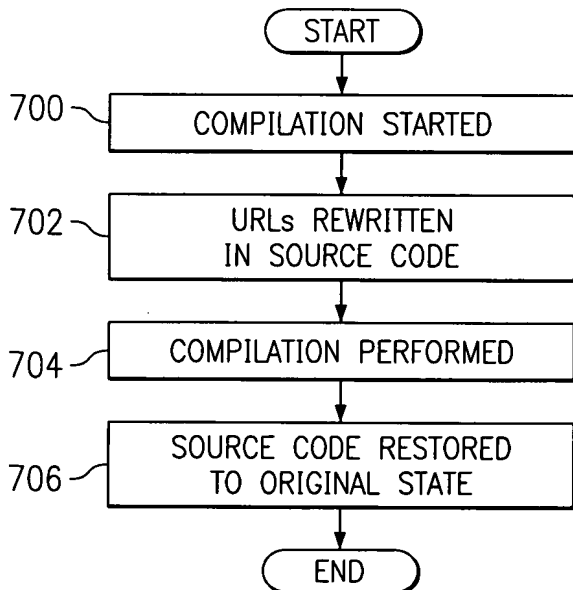 START
700
COMPILATION STARTED
702
URLs REWRITTEN
IN SOURCE CODE
704
COMPILATION PERFORMED
706
SOURCE CODE RESTORED
TO ORIGINAL STATE
END